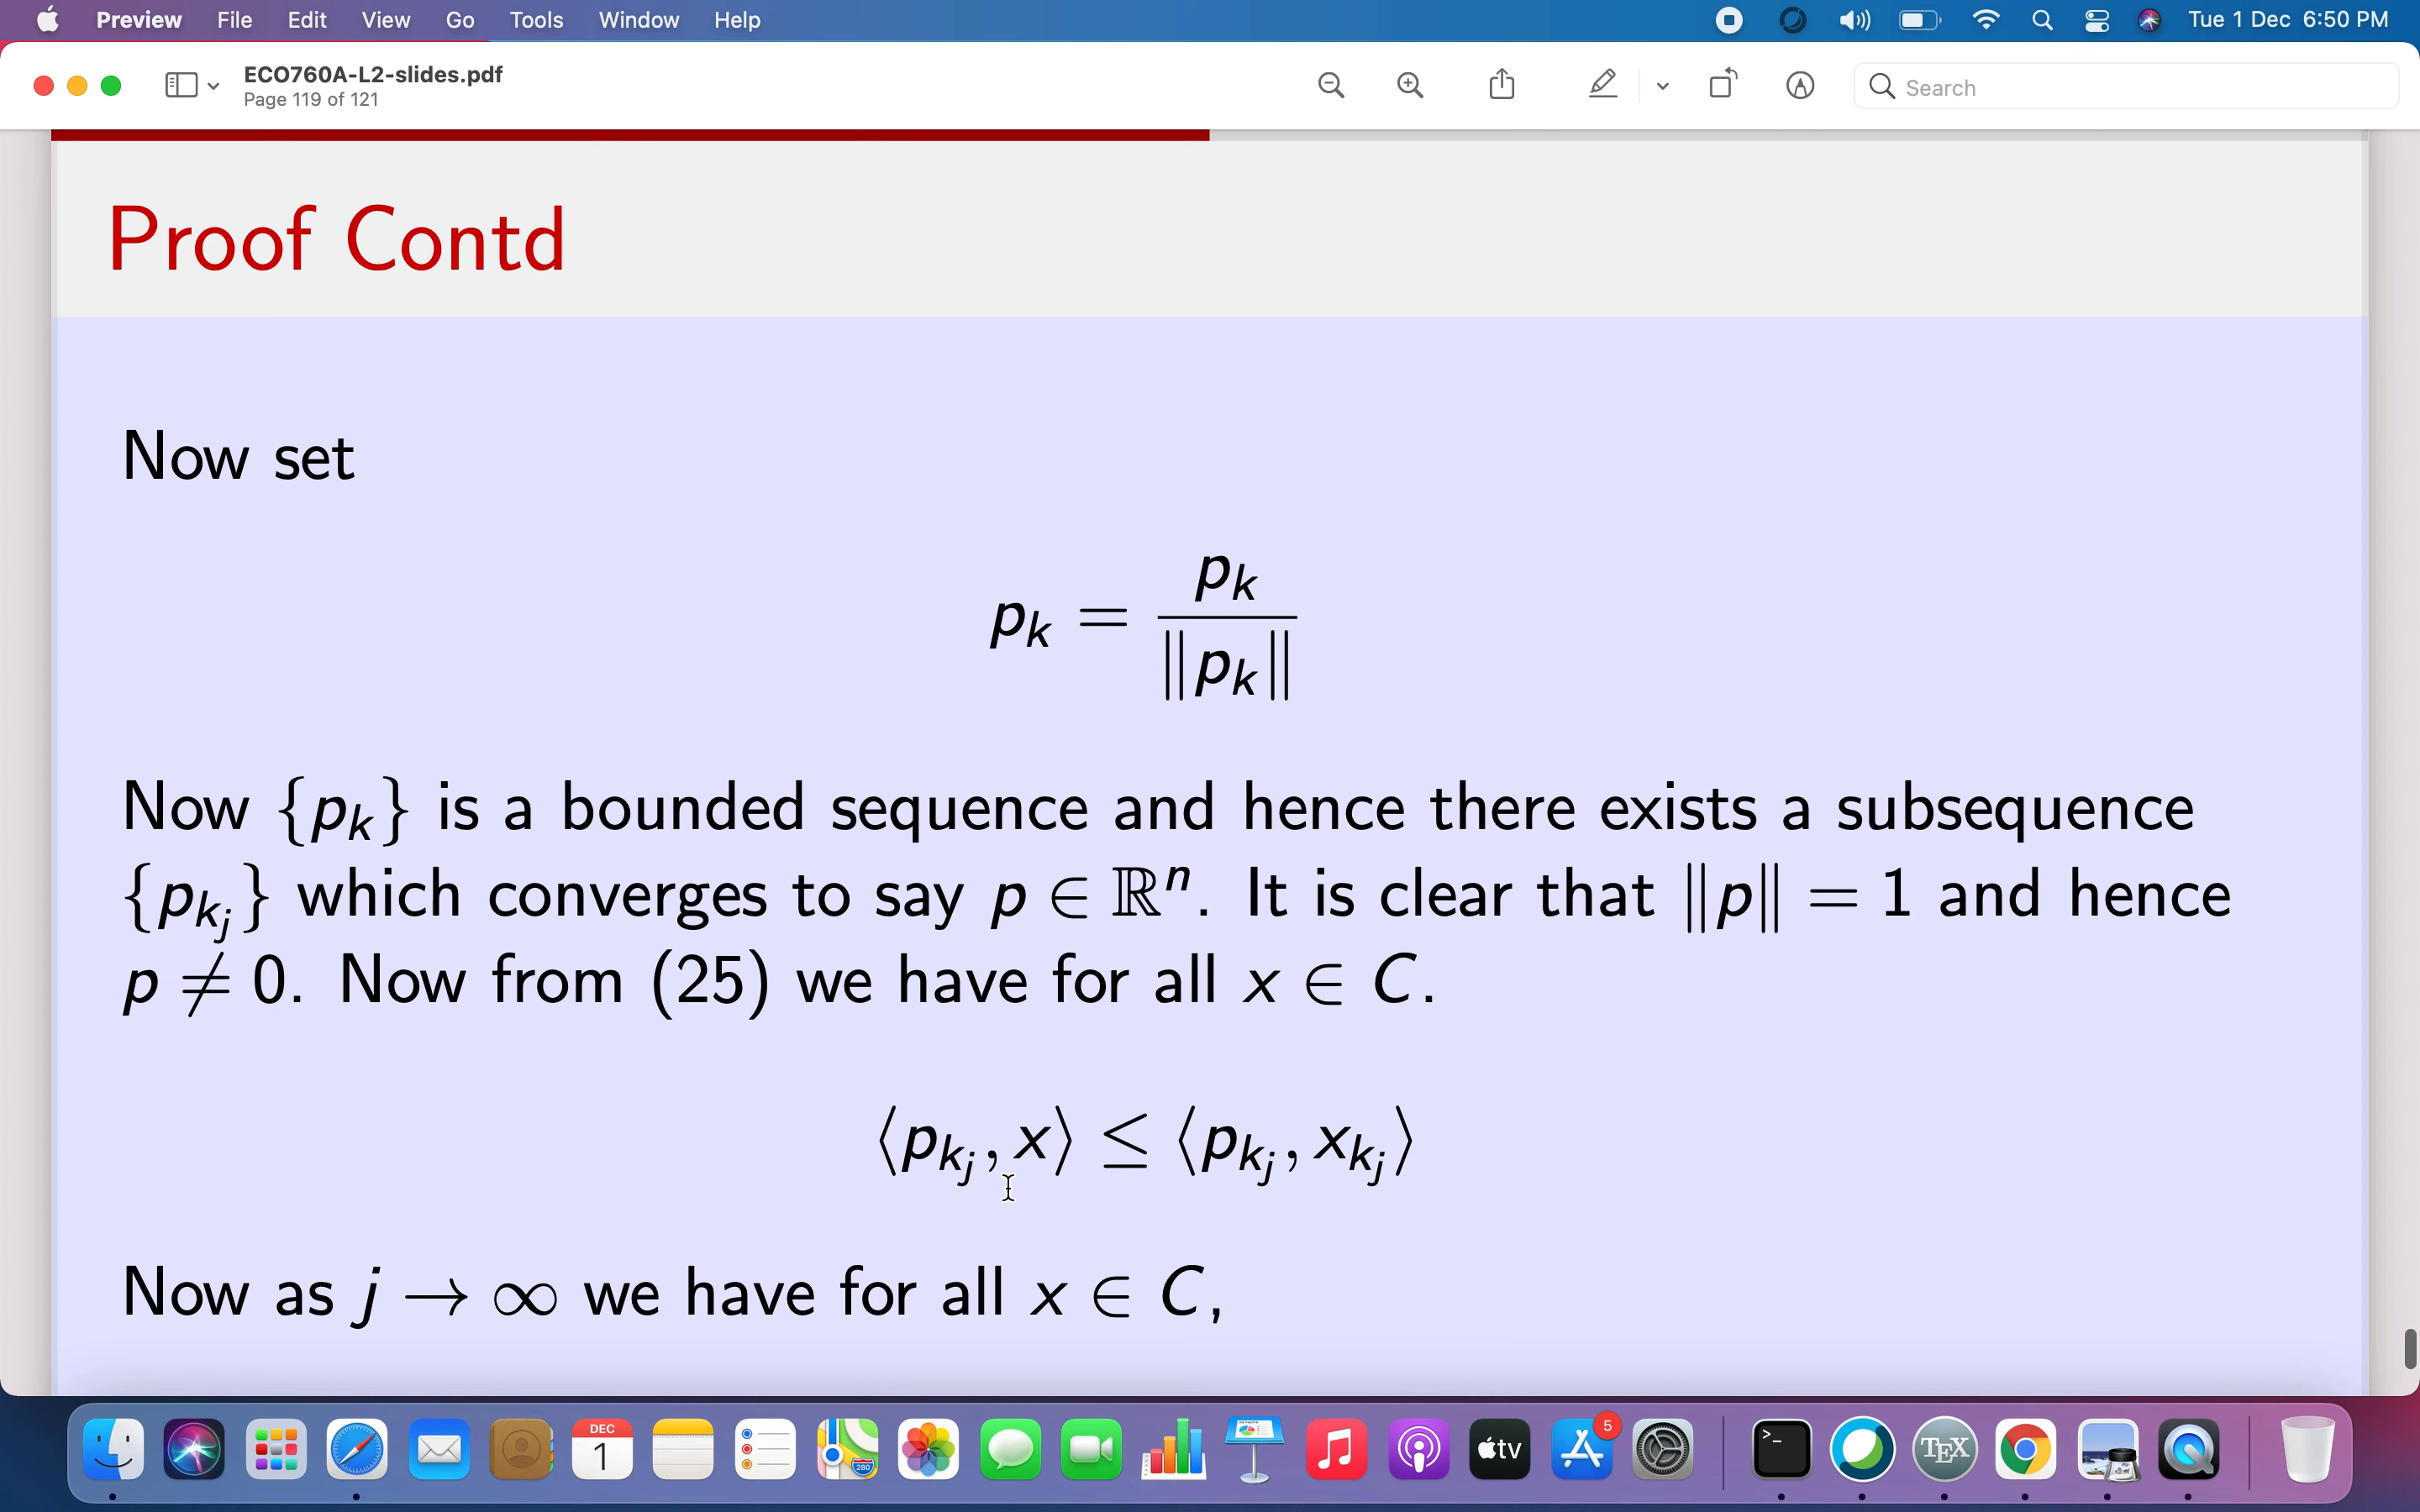 Preview File Edit View Go Tools Window Help Tue 1 Dec 6:50 PM
ECO760A-L2-slides.pdf
Page 119 of 121
Search
Proof Contd
Now set
p_k = p_k / ‖p_k‖
Now {p_k} is a bounded sequence and hence there exists a subsequence
{p_{k_j}} which converges to say p ∈ ℝⁿ. It is clear that ‖p‖ = 1 and hence
p ≠ 0. Now from (25) we have for all x ∈ C.
⟨p_{k_j}, x⟩ ≤ ⟨p_{k_j}, x_{k_j}⟩
Now as j → ∞ we have for all x ∈ C,
DEC
1
280
tv
5
>_
TEX